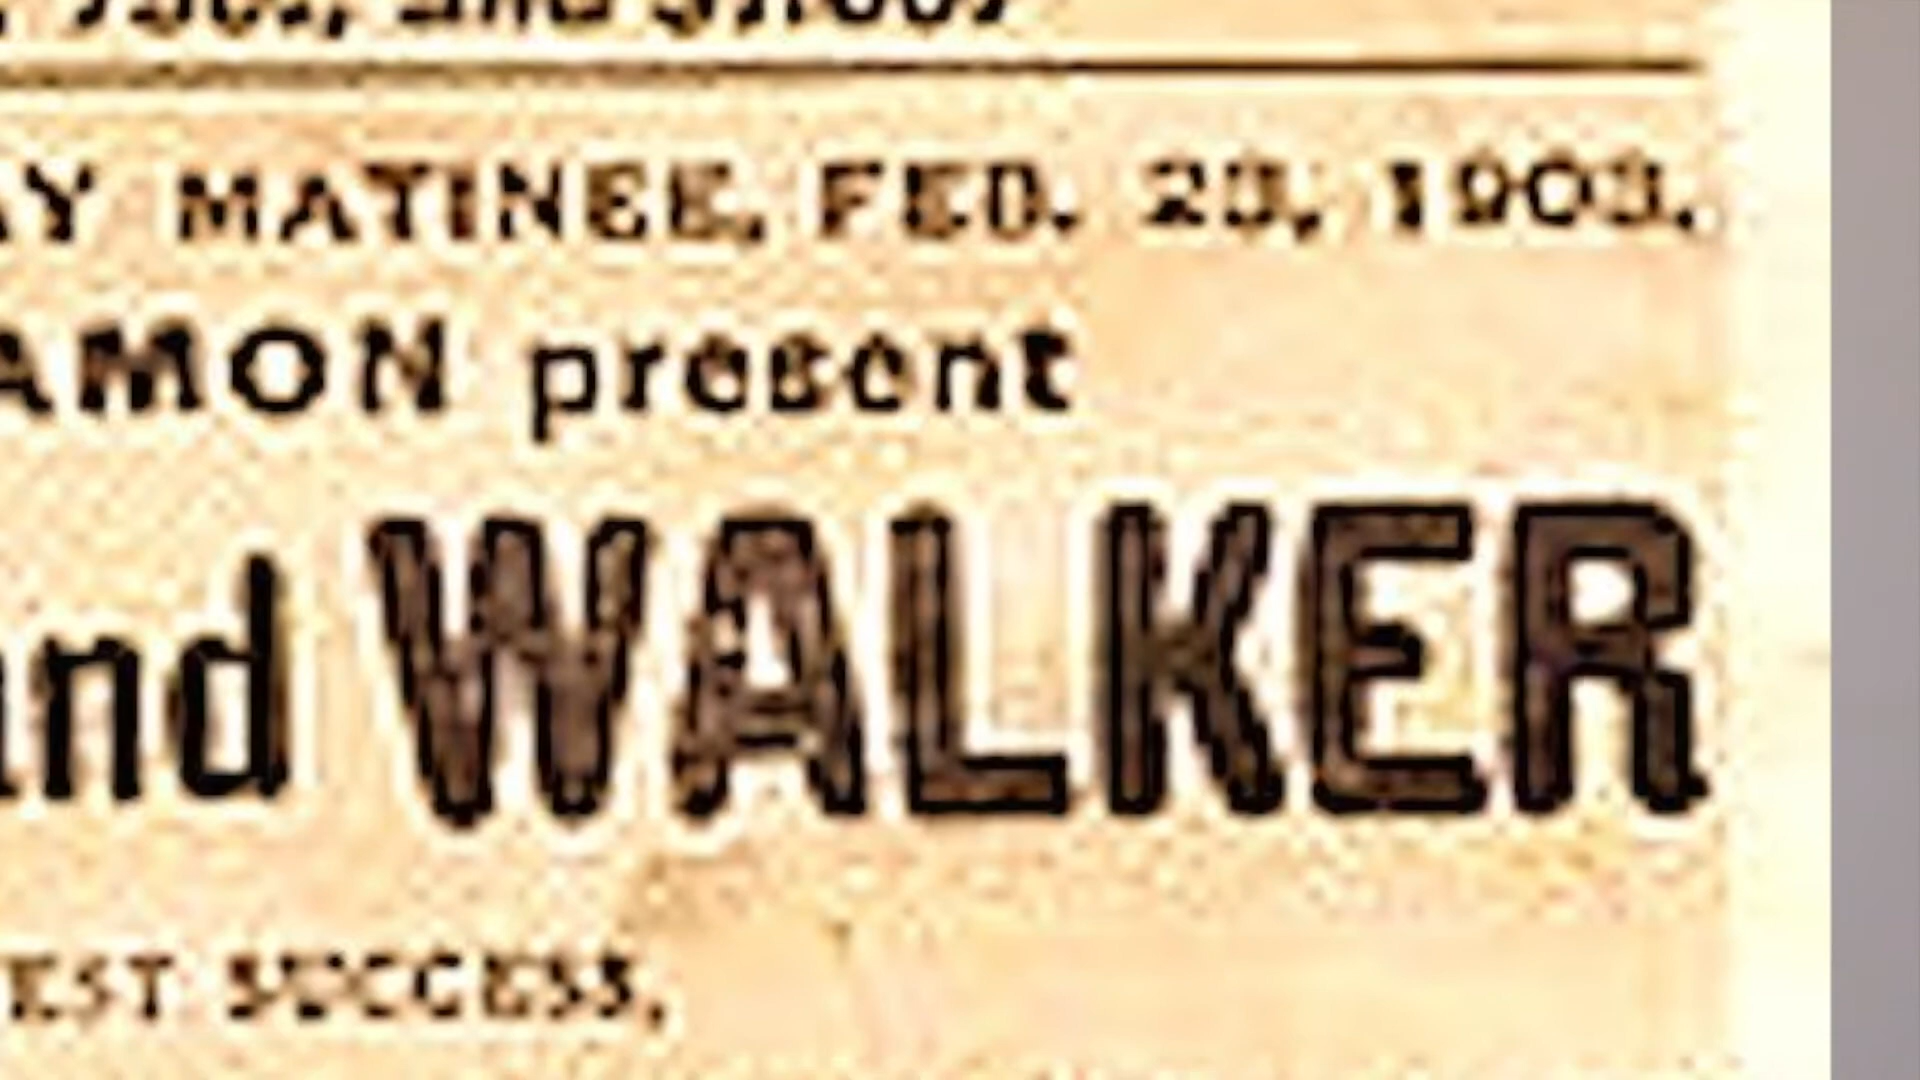 AY MATINEE, FEB. 23, 1903.
AMON present
and WALKER
EST SUCCESS,